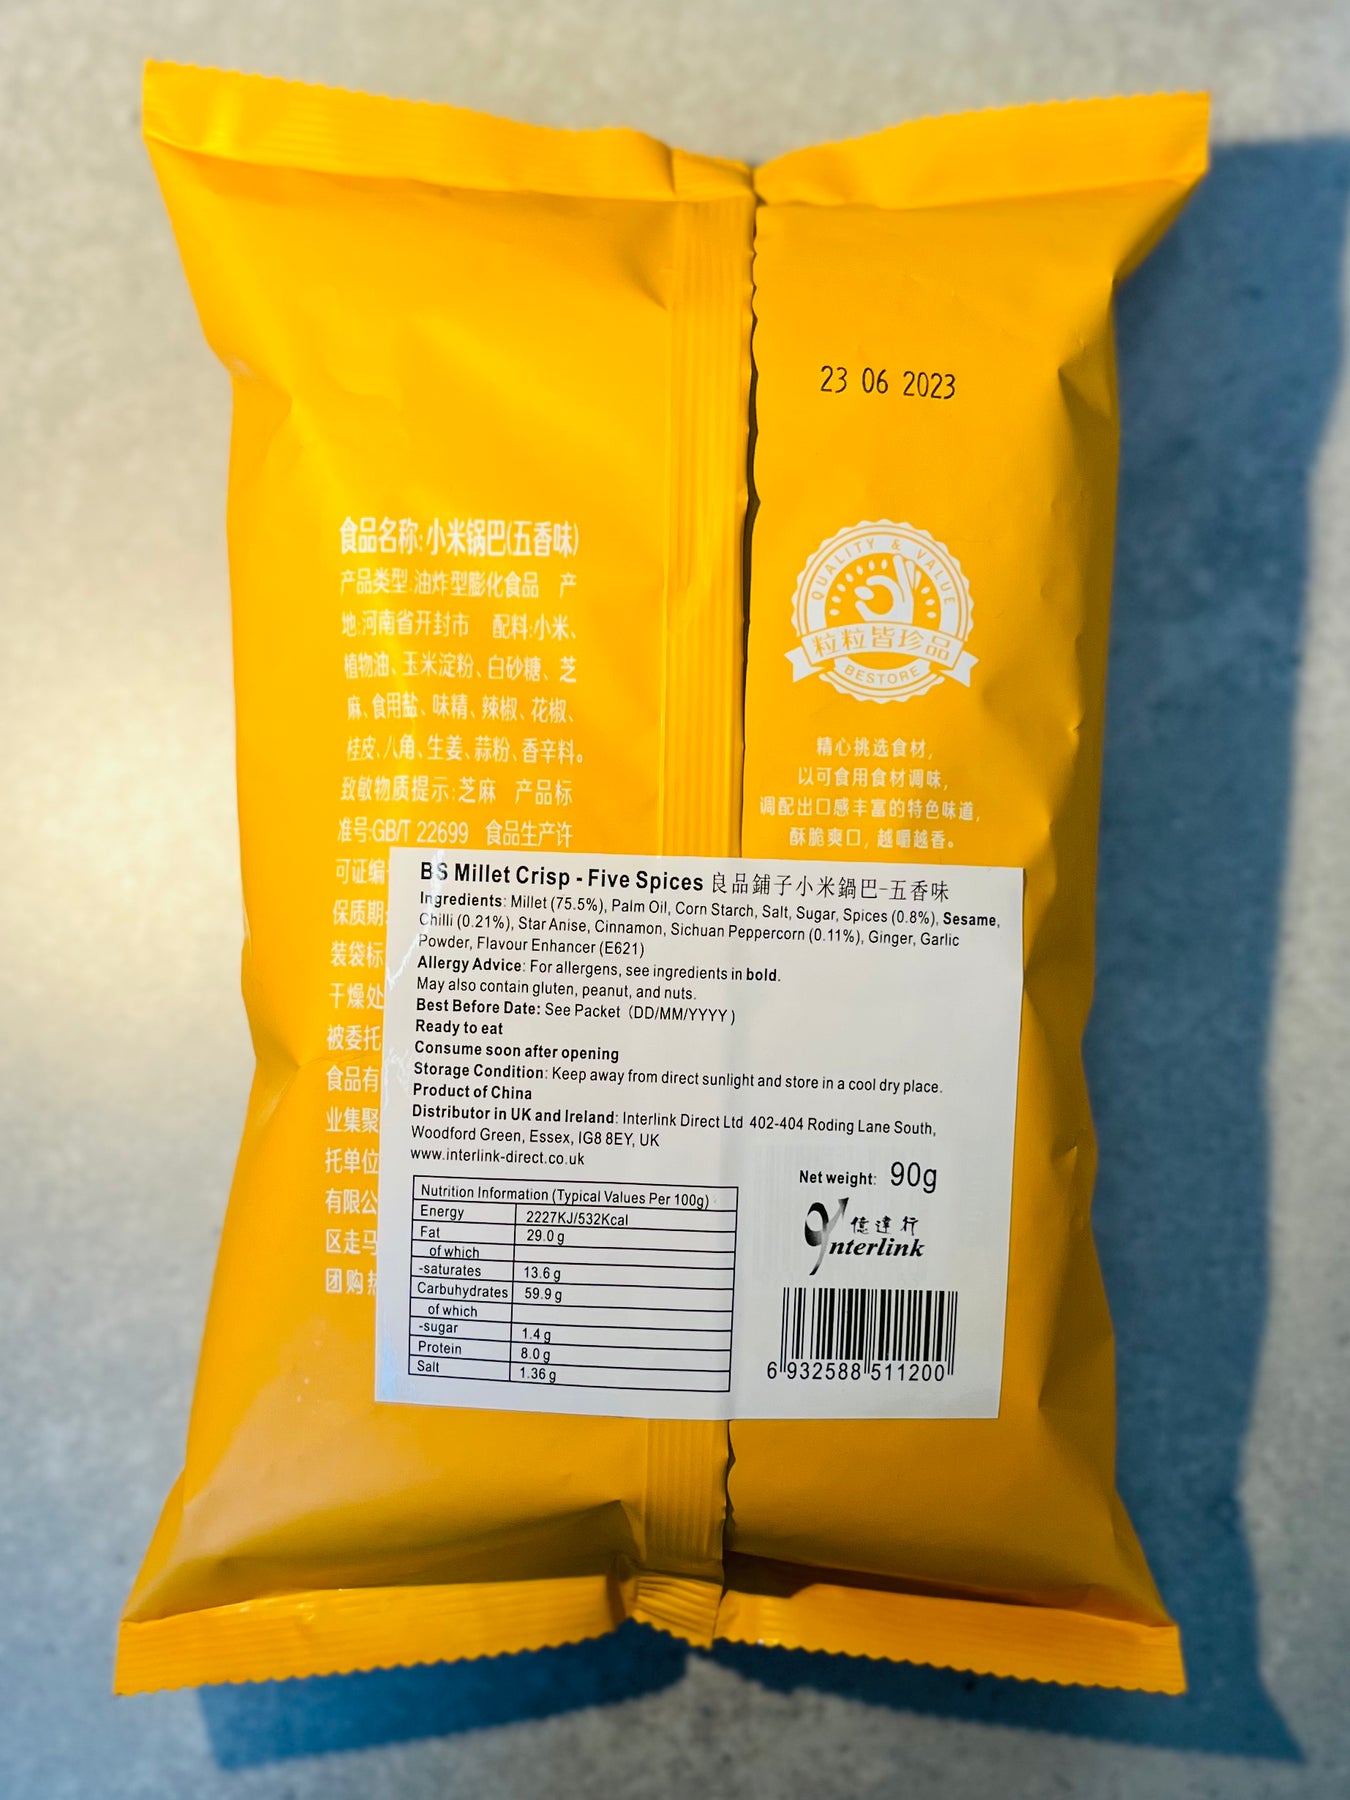 23 06 2023
食品名称:小米锅巴(五香味)
产品类型:油炸型膨化食品 产
地:河南省开封市 配料:小米、
植物油、玉米淀粉、白砂糖、芝
麻、食用盐、味精、辣椒、花椒、
桂皮、八角、生姜、蒜粉、香辛料。
致敏物质提示:芝麻 产品标
准号:GB/T 22699 食品生产许
可证编
保质期:
装袋标
干燥处
被委托
食品有
业集聚
托单位
有限公
区走马
团购热
QUALITY & VALUE
粒粒皆珍品
BESTORE
精心挑选食材,
以可食用食材调味,
调配出口感丰富的特色味道,
酥脆爽口, 越嚼越香。
BS Millet Crisp - Five Spices 良品鋪子小米鍋巴-五香味
Ingredients: Millet (75.5%), Palm Oil, Corn Starch, Salt, Sugar, Spices (0.8%), Sesame,
Chilli (0.21%), Star Anise, Cinnamon, Sichuan Peppercorn (0.11%), Ginger, Garlic
Powder, Flavour Enhancer (E621)
Allergy Advice: For allergens, see ingredients in bold.
May also contain gluten, peanut, and nuts.
Best Before Date: See Packet (DD/MM/YYYY )
Ready to eat
Consume soon after opening
Storage Condition: Keep away from direct sunlight and store in a cool dry place.
Product of China
Distributor in UK and Ireland: Interlink Direct Ltd 402-404 Roding Lane South,
Woodford Green, Essex, IG8 8EY, UK
www.interlink-direct.co.uk
Nutrition Information (Typical Values Per 100g)
Energy 2227KJ/532Kcal
Fat 29.0 g
of which
-saturates 13.6 g
Carbuhydrates 59.9 g
of which
-sugar 1.4 g
Protein 8.0 g
Salt 1.36 g
Net weight: 90g
億達行
Interlink
6 932588 511200